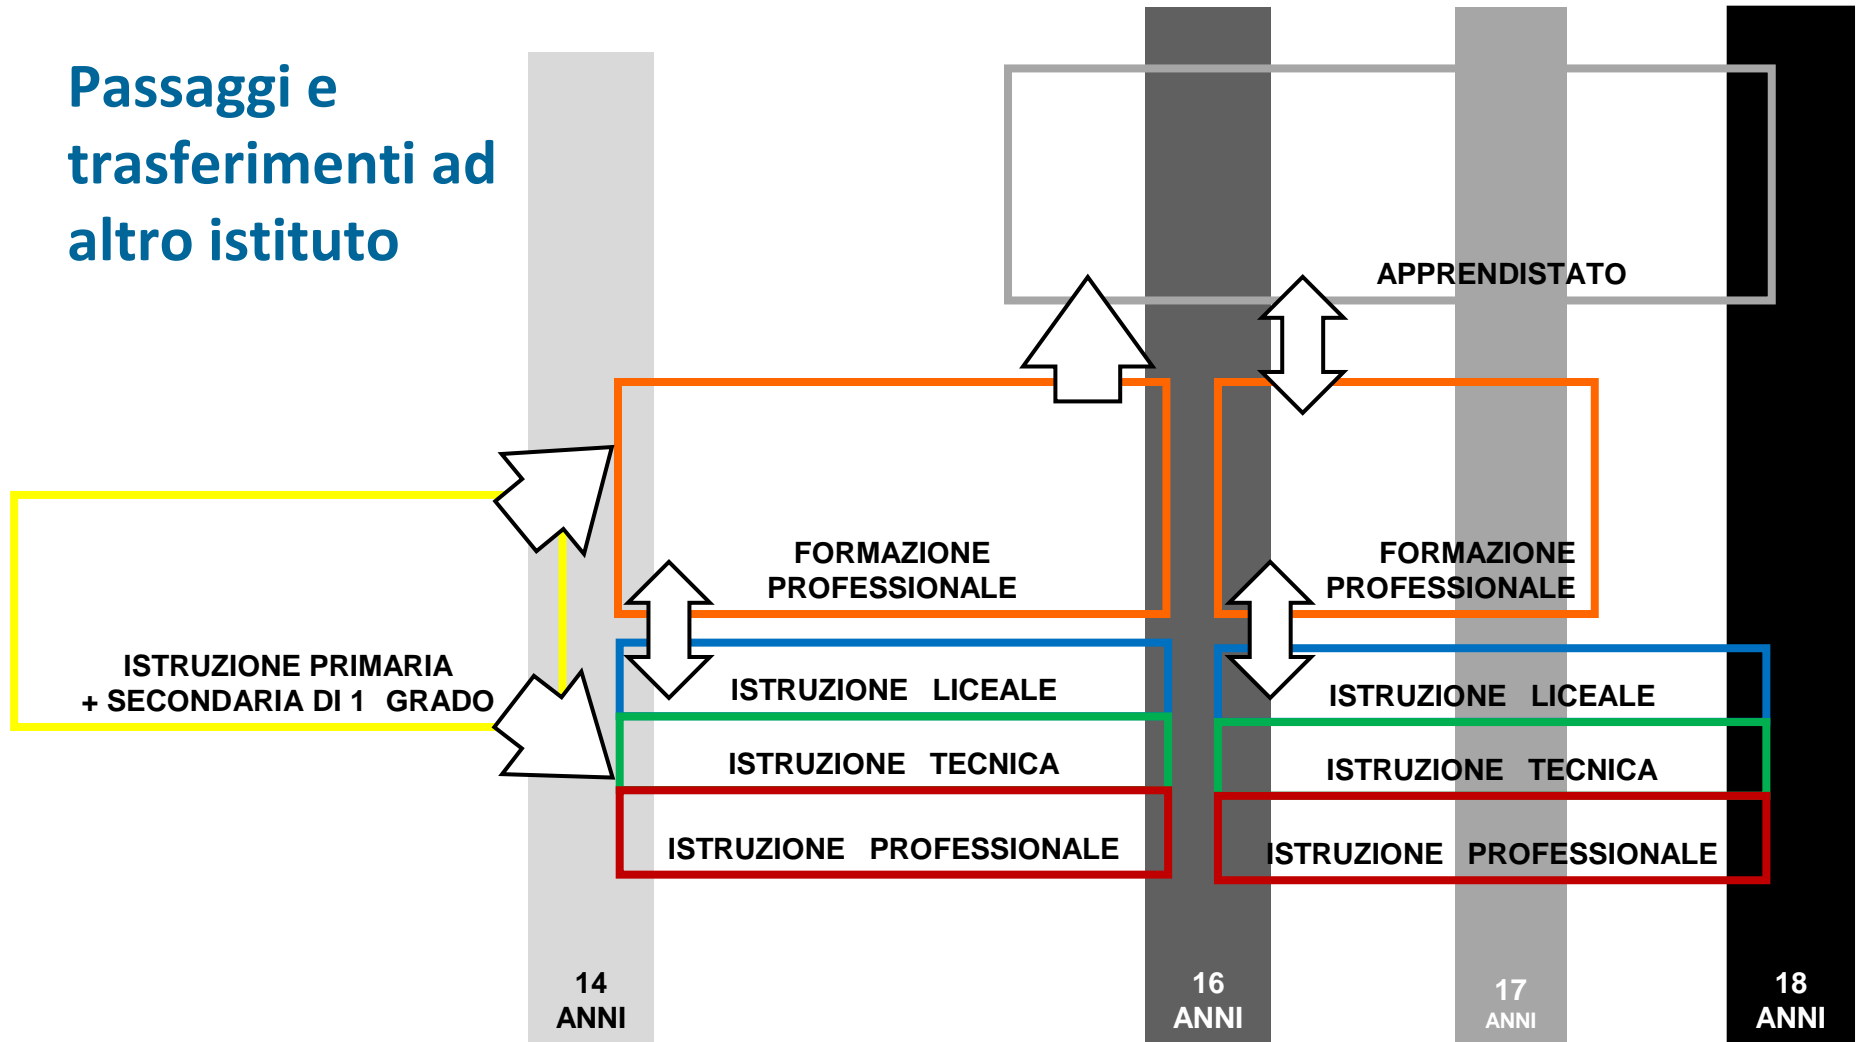 Passaggi e
trasferimenti ad
altro istituto
APPRENDISTATO
FORMAZIONE
PROFESSIONALE
FORMAZIONE
PROFESSIONALE
ISTRUZIONE PRIMARIA
+ SECONDARIA DI 1 GRADO
ISTRUZIONE LICEALE
ISTRUZIONE TECNICA
ISTRUZIONE PROFESSIONALE
ISTRUZIONE LICEALE
ISTRUZIONE TECNICA
ISTRUZIONE PROFESSIONALE
14
ANNI
16
ANNI
17
ANNI
18
ANNI